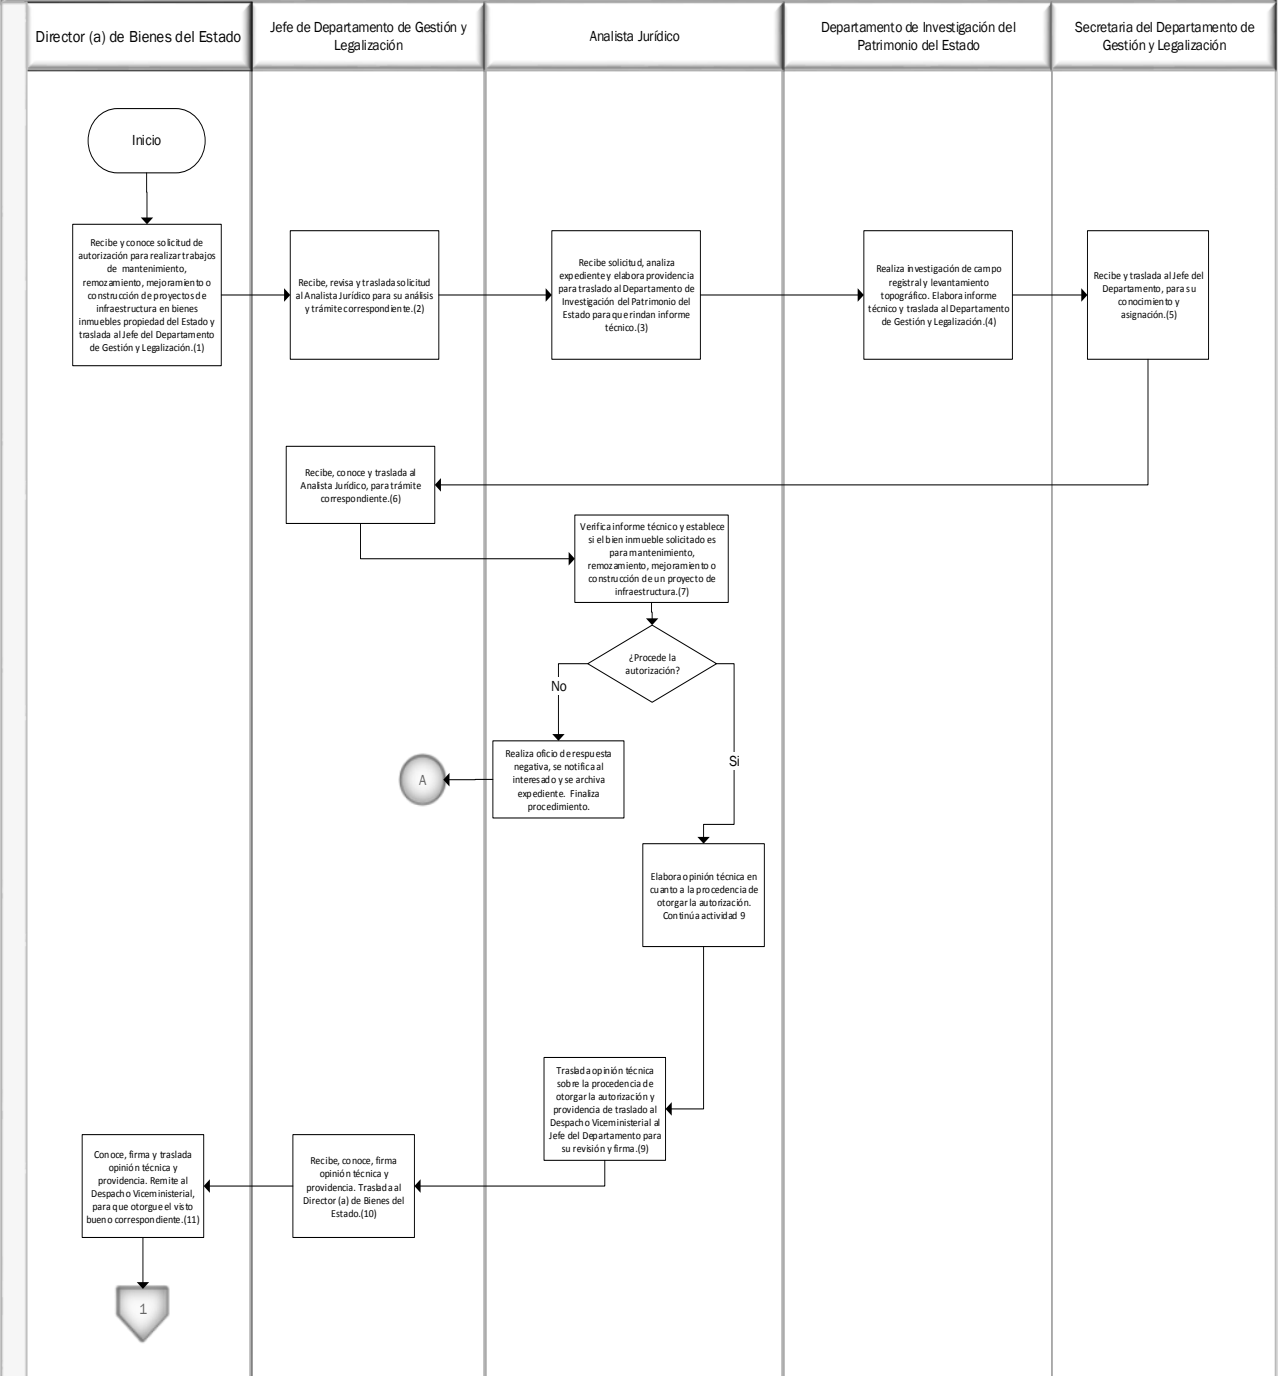 Director (a) de Bienes del Estado
Jefe de Departamento de Gestión y
Legalización
Analista Jurídico
Departamento de Investigación del
Patrimonio del Estado
Secretaria del Departamento de
Gestión y Legalización
Inicio
Recibe y conoce solicitud de
autorización para realizar trabajos
de mantenimiento,
remozamiento, mejoramiento o
construcción de proyectos de
infraestructura en bienes
inmuebles propiedad del Estado y
traslada al Jefe del Departamento
de Gestión y Legalización.(1)
Recibe, revisa y traslada solicitud
al Analista Jurídico para su análisis
y trámite correspondiente.(2)
Recibe solicitud, analiza
expediente y elabora providencia
para traslado al Departamento de
Investigación del Patrimonio del
Estado para que rindan informe
técnico.(3)
Realiza investigación de campo
registral y levantamiento
topográfico. Elabora informe
técnico y traslada al Departamento
de Gestión y Legalización.(4)
Recibe y traslada al Jefe del
Departamento, para su
conocimiento y
asignación.(5)
Recibe, conoce y traslada al
Analista Jurídico, para trámite
correspondiente.(6)
Verifica informe técnico y establece
si el bien inmueble solicitado es
para mantenimiento,
remozamiento, mejoramiento o
construcción de un proyecto de
infraestructura.(7)
¿Procede la
autorización?
No
Si
Realiza oficio de respuesta
negativa, se notifica al
interesado y se archiva
expediente. Finaliza
procedimiento.
A
Elabora opinión técnica en
cuanto a la procedencia de
otorgar la autorización.
Continúa actividad 9
Traslada opinión técnica
sobre la procedencia de
otorgar la autorización y
providencia de traslado al
Despacho Viceministerial al
Jefe del Departamento para
su revisión y firma.(9)
Recibe, conoce, firma
opinión técnica y
providencia. Traslada al
Director (a) de Bienes del
Estado.(10)
Conoce, firma y traslada
opinión técnica y
providencia. Remite al
Despacho Viceministerial,
para que otorgue el visto
bueno correspondiente.(11)
1